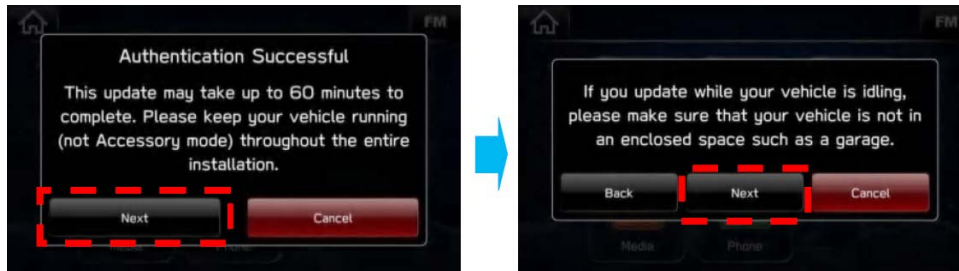 FM
Authentication Successful
This update may take up to 60 minutes to
complete. Please keep your vehicle running
(not Accessory mode) throughout the entire
installation.
Next
Cancel
Media
Phone
FM
If you update while your vehicle is idling,
please make sure that your vehicle is not in
an enclosed space such as a garage.
Back
Next
Cancel
Media
Phone